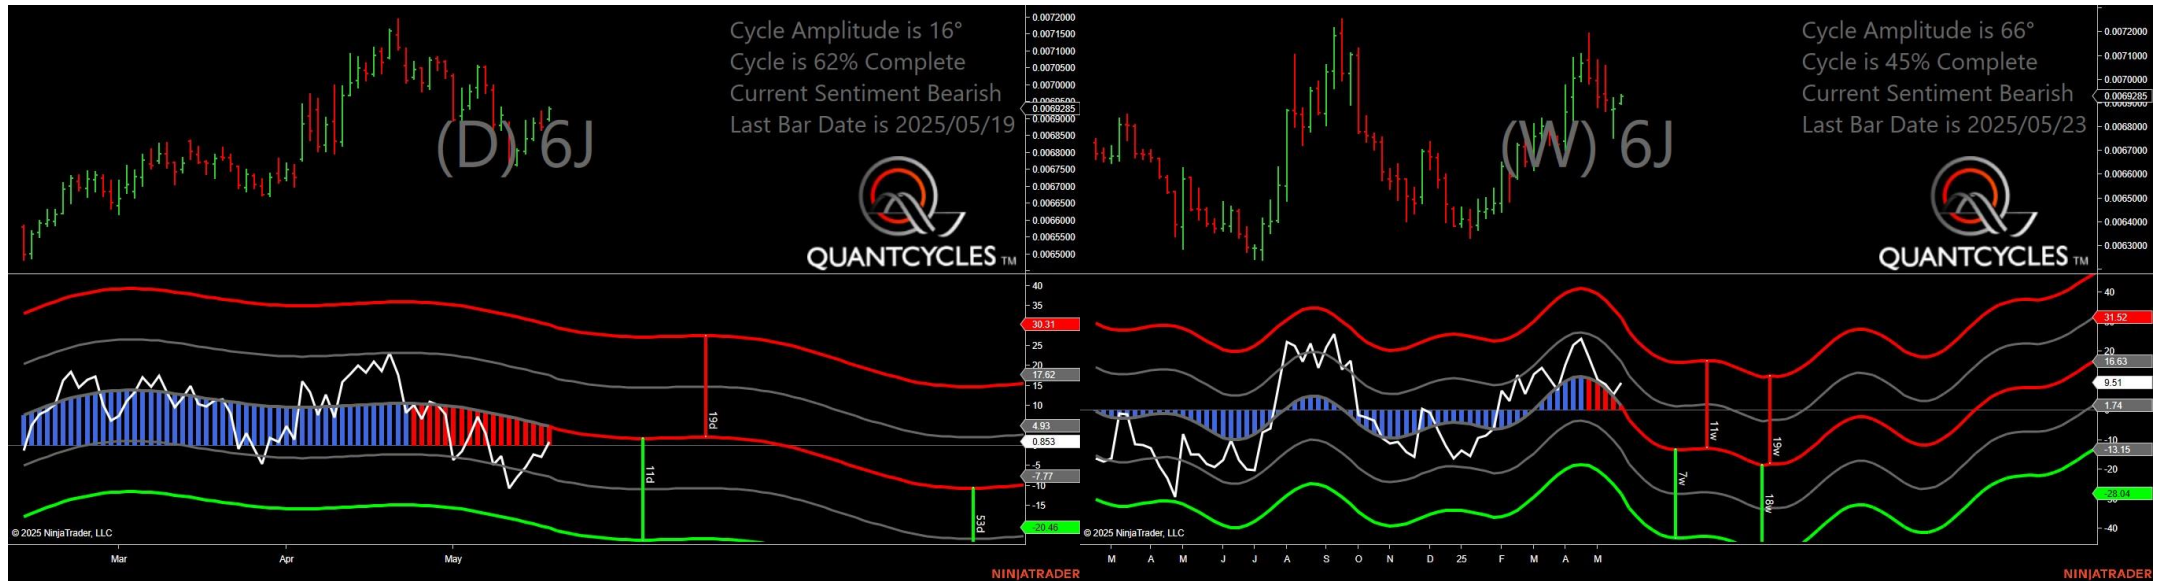 Cycle Amplitude is 16°
Cycle is 62% Complete
Current Sentiment Bearish
Last Bar Date is 2025/05/19
(D) 6J
QUANTCYCLES TM
0.0072000
0.0071500
0.0071000
0.0070500
0.0070000
0.0069285
0.0069000
0.0068500
0.0068000
0.0067500
0.0067000
0.0066500
0.0066000
0.0065500
0.0065000
40
35
30.31
25
20
17.62
15
10
4.93
0.853
-5
-7.77
-10
-15
-20.46
19d
11d
53d
© 2025 NinjaTrader, LLC
Mar
Apr
May
NINJATRADER
Cycle Amplitude is 66°
Cycle is 45% Complete
Current Sentiment Bearish
Last Bar Date is 2025/05/23
(W) 6J
QUANTCYCLES TM
0.0072000
0.0071000
0.0070000
0.0069285
0.0068000
0.0067000
0.0066000
0.0065000
0.0064000
0.0063000
40
31.52
20
16.63
9.51
1.74
-10
-13.15
-20
-28.04
-40
11w
19w
7w
18w
© 2025 NinjaTrader, LLC
M A M J J A S O N D 25 F M A M
NINJATRADER